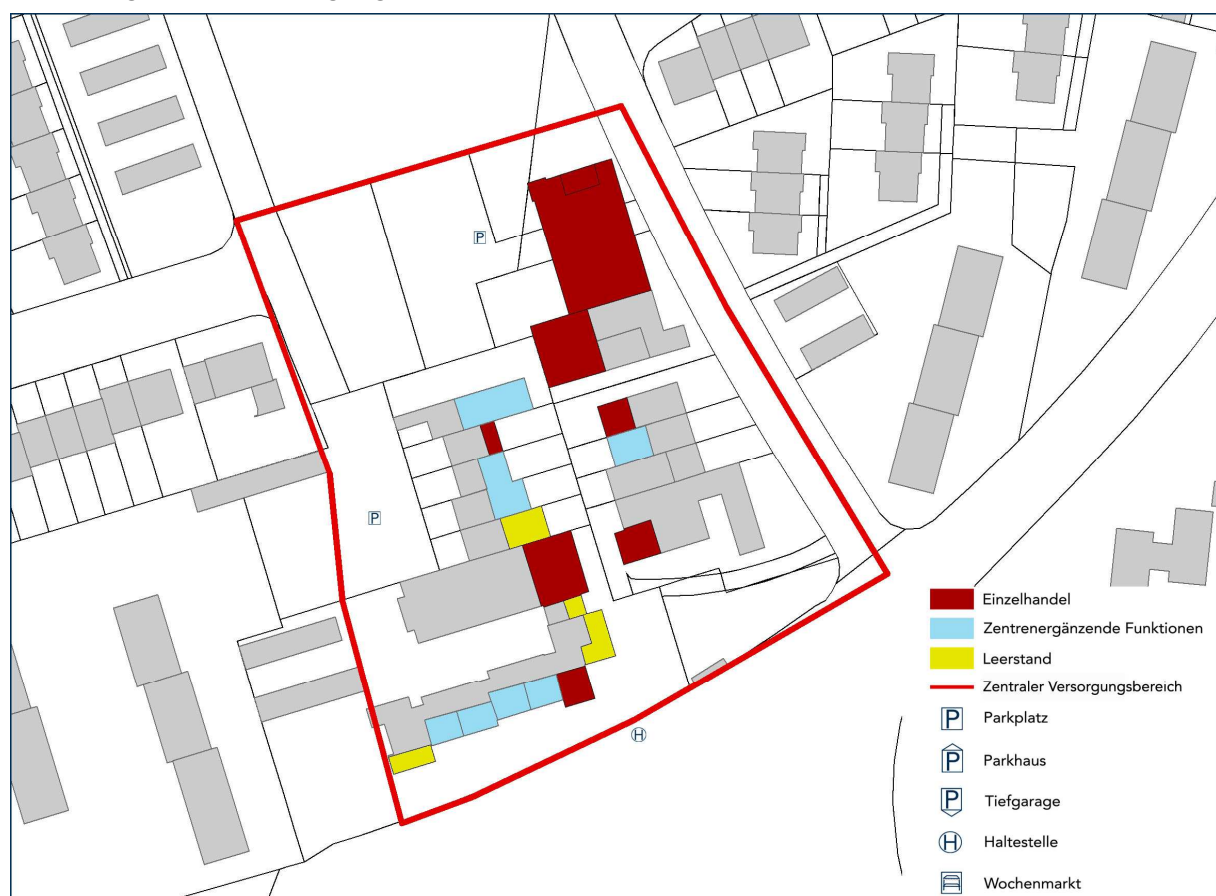 P
P
H
Einzelhandel
Zentrenergänzende Funktionen
Leerstand
Zentraler Versorgungsbereich
P Parkplatz
P Parkhaus
P Tiefgarage
H Haltestelle
Wochenmarkt